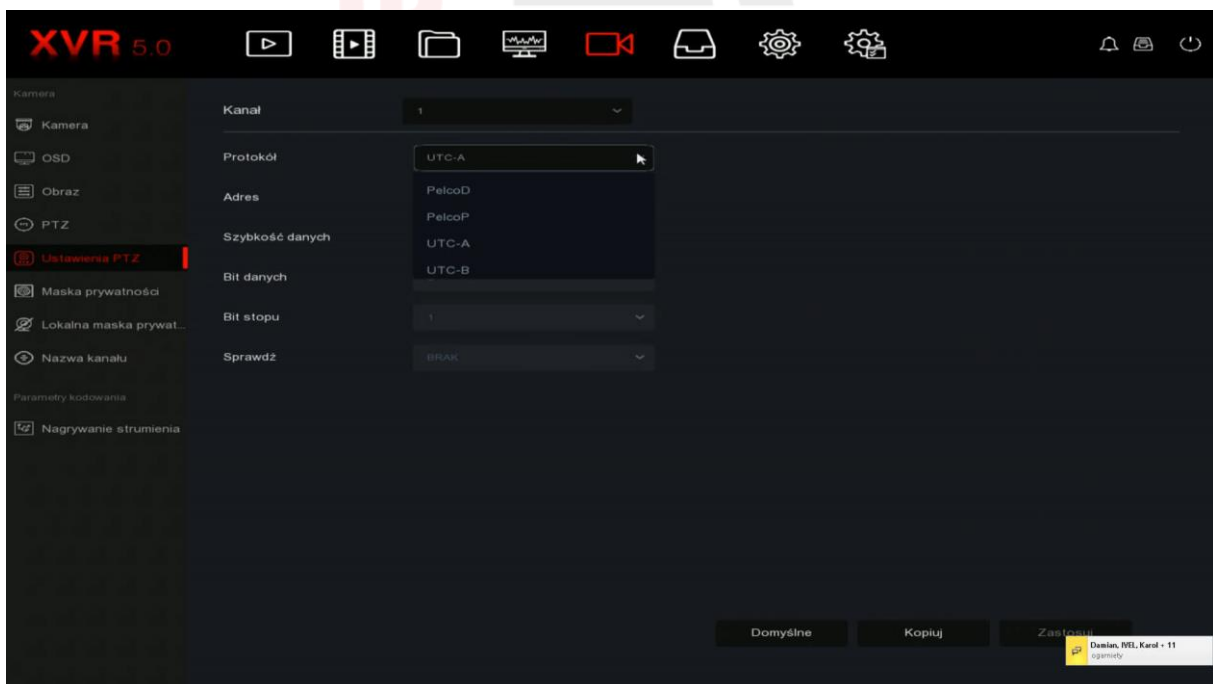 XVR 5.0
Kamera
Kamera
OSD
Obraz
PTZ
Ustawienia PTZ
Maska prywatności
Lokalna maska prywat...
Nazwa kanału
Parametry kodowania
Nagrywanie strumienia
Kanał 1
Protokół UTC-A
PelcoD
PelcoP
UTC-A
UTC-B
Adres
Szybkość danych
Bit danych
Bit stopu 1
Sprawdź BRAK
Domyślne Kopiuj Zastosuj
Damian, IVEL, Karol + 11
ogarniety